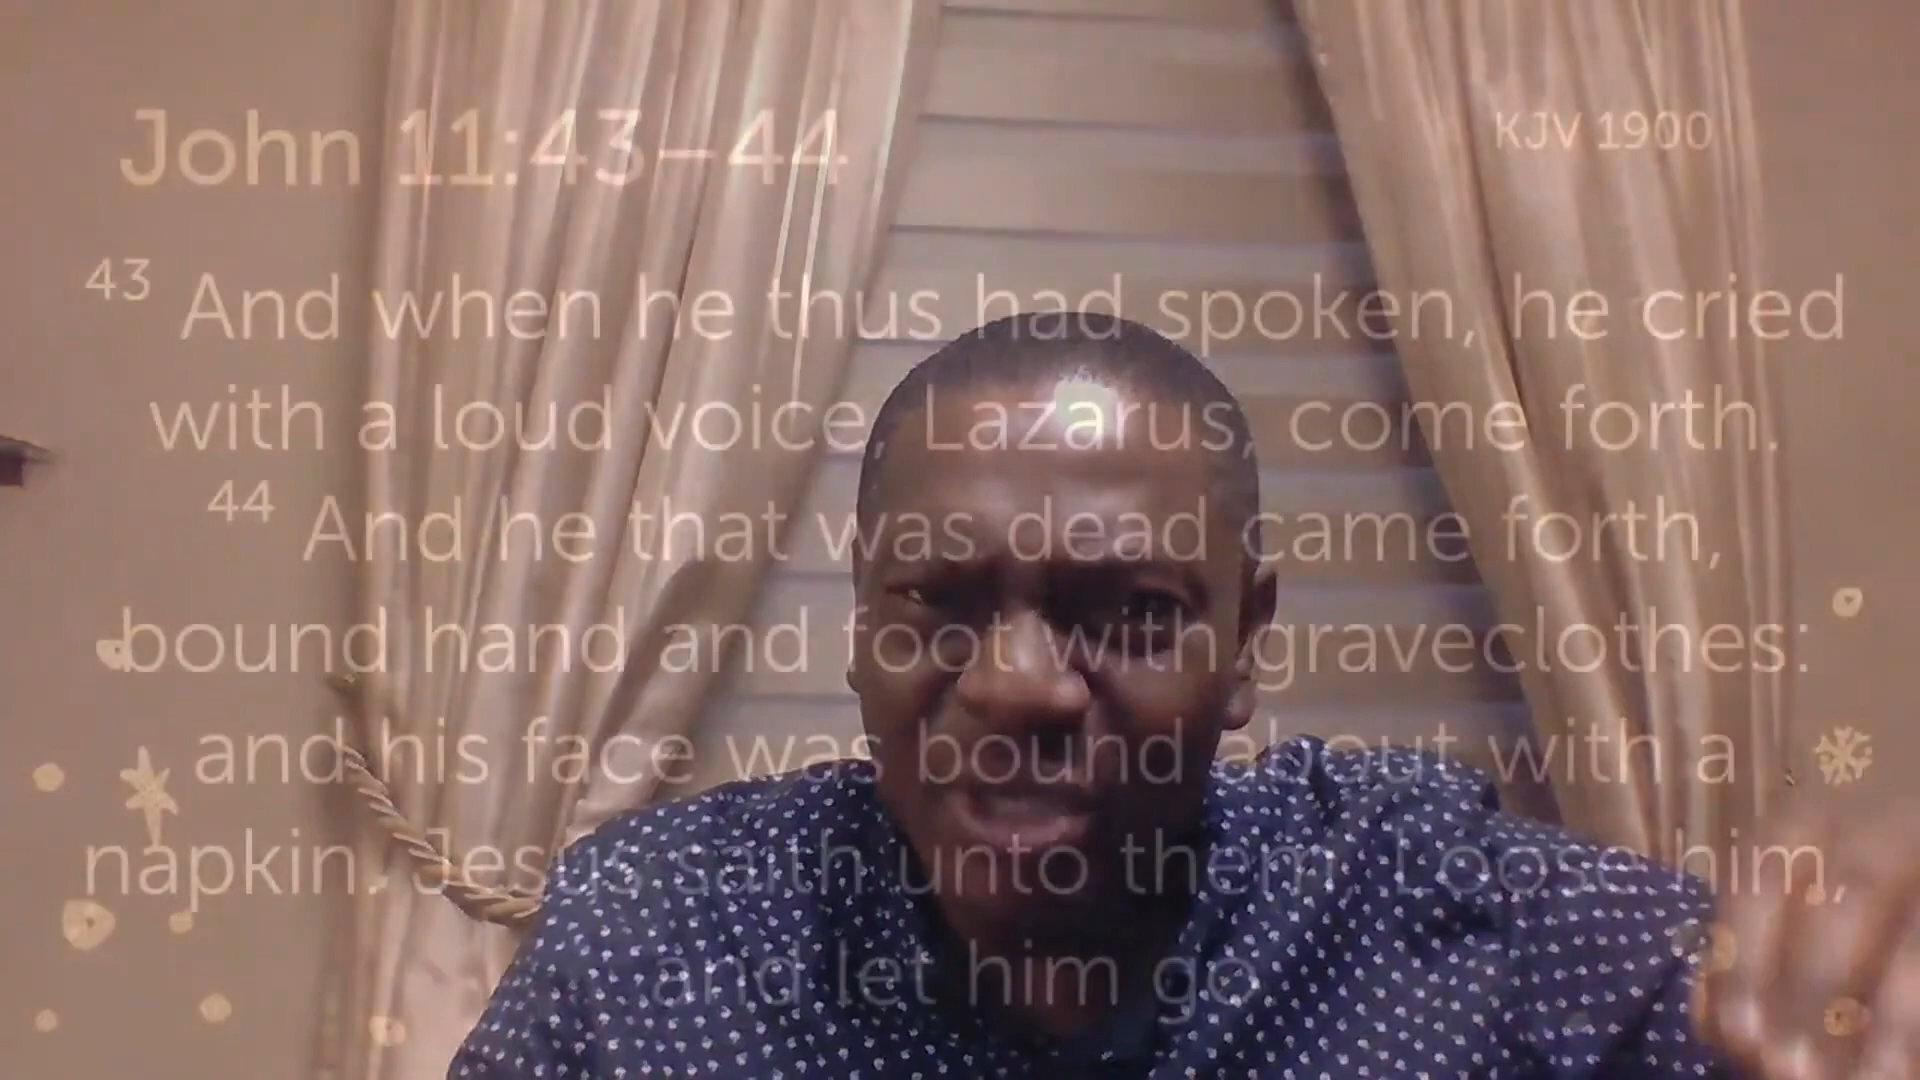 John 11:43–44
KJV 1900
43 And when he thus had spoken, he cried
with a loud voice, Lazarus, come forth.
44 And he that was dead came forth,
bound hand and foot with graveclothes:
and his face was bound about with a
napkin. Jesus saith unto them, Loose him,
and let him go